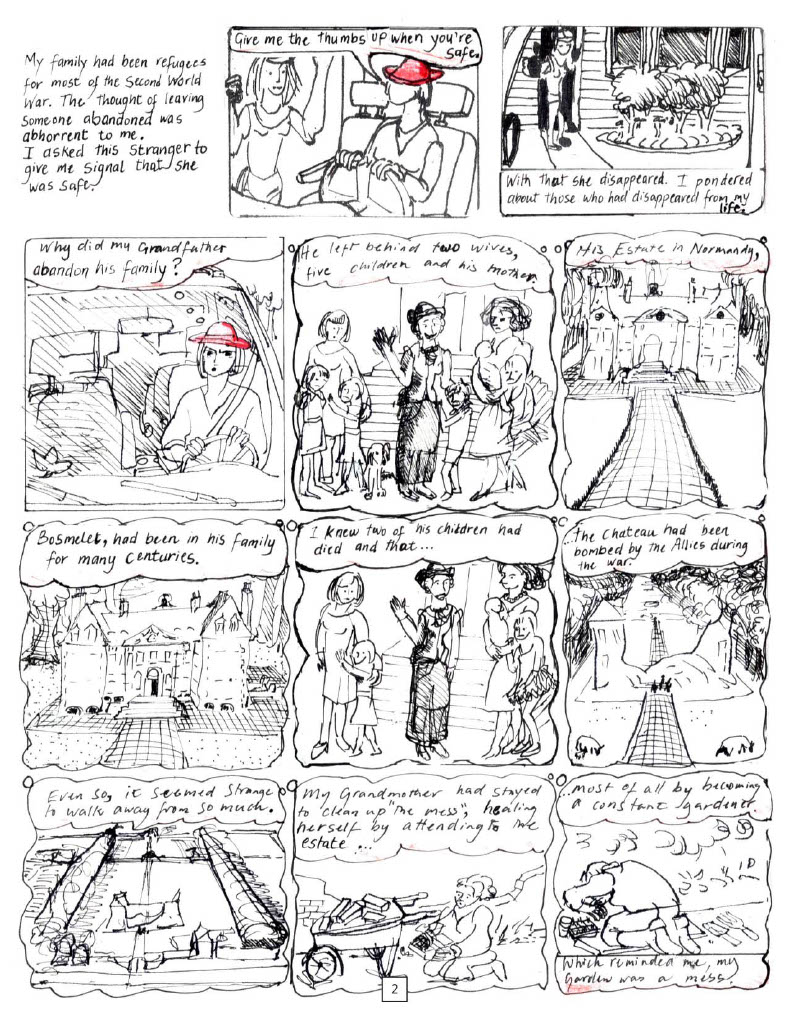 My family had been refugees
for most of the Second World
War. The thought of leaving
someone abandoned was
abhorrent to me.
I asked this Stranger to
give me Signal that she
was safe.
Give me the thumbs up when you're
safe.
With that she disappeared. I pondered
about those who had disappeared from my
life.
Why did my Grandfather
abandon his family?
He left behind two wives,
five children and his mother.
His Estate in Normandy,
Bosmelet, had been in his family
for many centuries.
I knew two of his children had
died and that...
...The Chateau had been
bombed by the Allies during
the war.
Even so, it seemed Strange
to walk away from so much.
My Grandmother had stayed
to clean up "the mess", healing
herself by attending to the
estate...
...most of all by becoming
a constant gardener
Which reminded me, my
Garden was a mess.
2